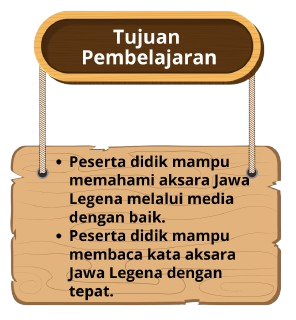 Tujuan
Pembelajaran
• Peserta didik mampu
memahami aksara Jawa
Legena melalui media
dengan baik.
• Peserta didik mampu
membaca kata aksara
Jawa Legena dengan
tepat.